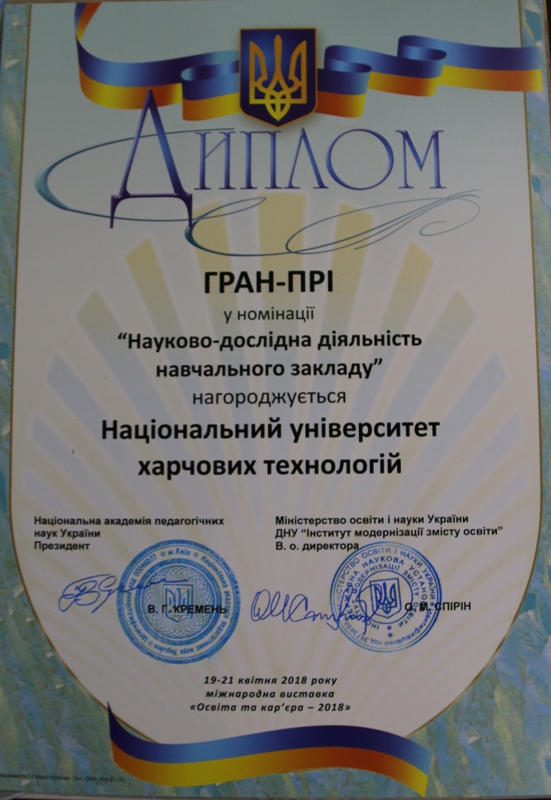 ДИПЛОМ
ГРАН-ПРІ
у номінації
“Науково-дослідна діяльність
навчального закладу”
нагороджується
Національний університет
харчових технологій
Національна академія педагогічних
наук України
Президент
В. Г. КРЕМЕНЬ
Міністерство освіти і науки України
ДНУ “Інститут модернізації змісту освіти”
В. о. директора
О. М. СПІРІН
19-21 квітня 2018 року
міжнародна виставка
«Освіта та кар’єра – 2018»